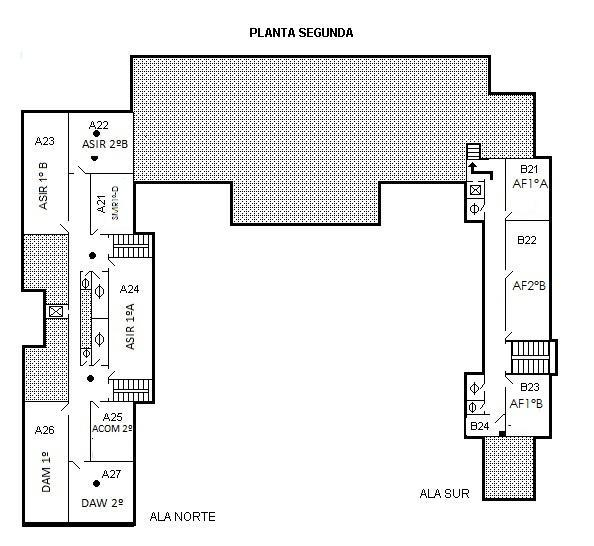 PLANTA SEGUNDA
A23
ASIR 1º B
A22
ASIR 2ºB
A21
SMR1º-D
A24
ASIR 1ºA
A25
ACOM 2º
A26
DAM 1º
A27
DAW 2º
ALA NORTE
B21
AF1ºA
B22
AF2ºB
B23
AF1ºB
B24
ALA SUR